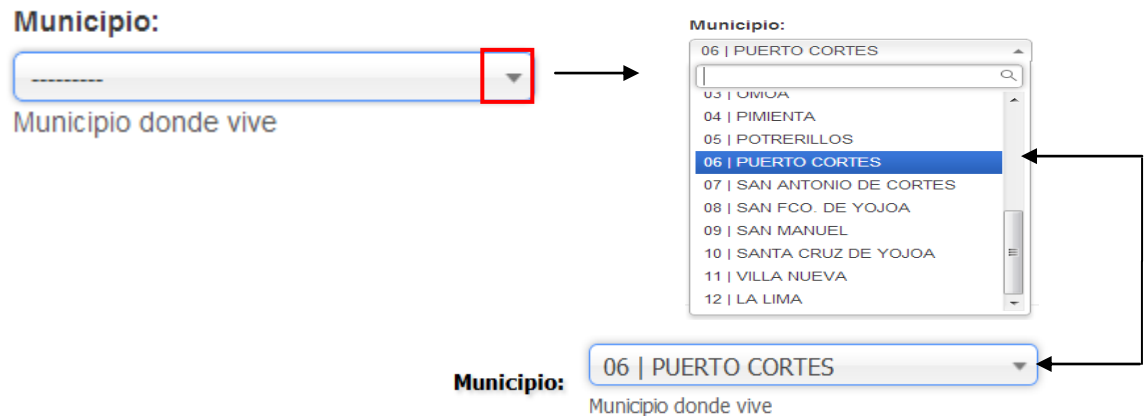 Municipio:
---------
Municipio donde vive
Municipio:
06 | PUERTO CORTES
03 | OMOA
04 | PIMIENTA
05 | POTRERILLOS
06 | PUERTO CORTES
07 | SAN ANTONIO DE CORTES
08 | SAN FCO. DE YOJOA
09 | SAN MANUEL
10 | SANTA CRUZ DE YOJOA
11 | VILLA NUEVA
12 | LA LIMA
Municipio:
06 | PUERTO CORTES
Municipio donde vive